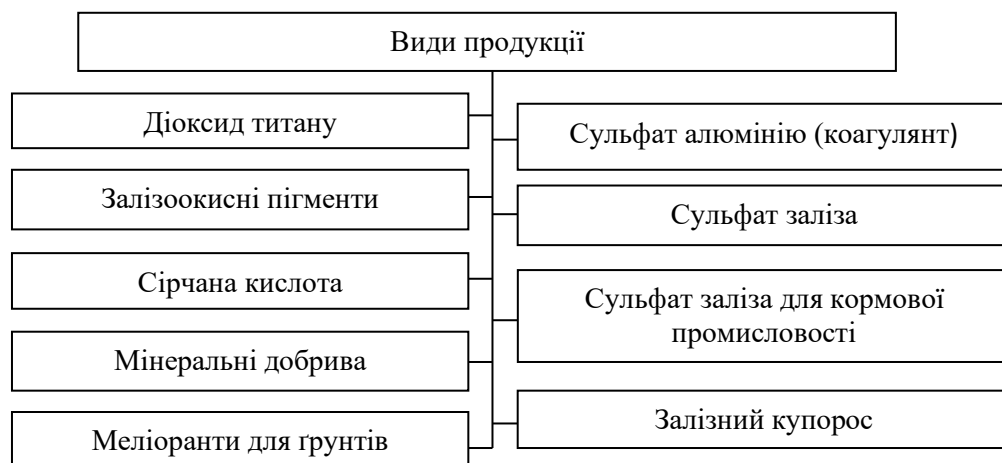 Види продукції
Діоксид титану
Залізоокисні пігменти
Сірчана кислота
Мінеральні добрива
Меліоранти для ґрунтів
Сульфат алюмінію (коагулянт)
Сульфат заліза
Сульфат заліза для кормової
промисловості
Залізний купорос